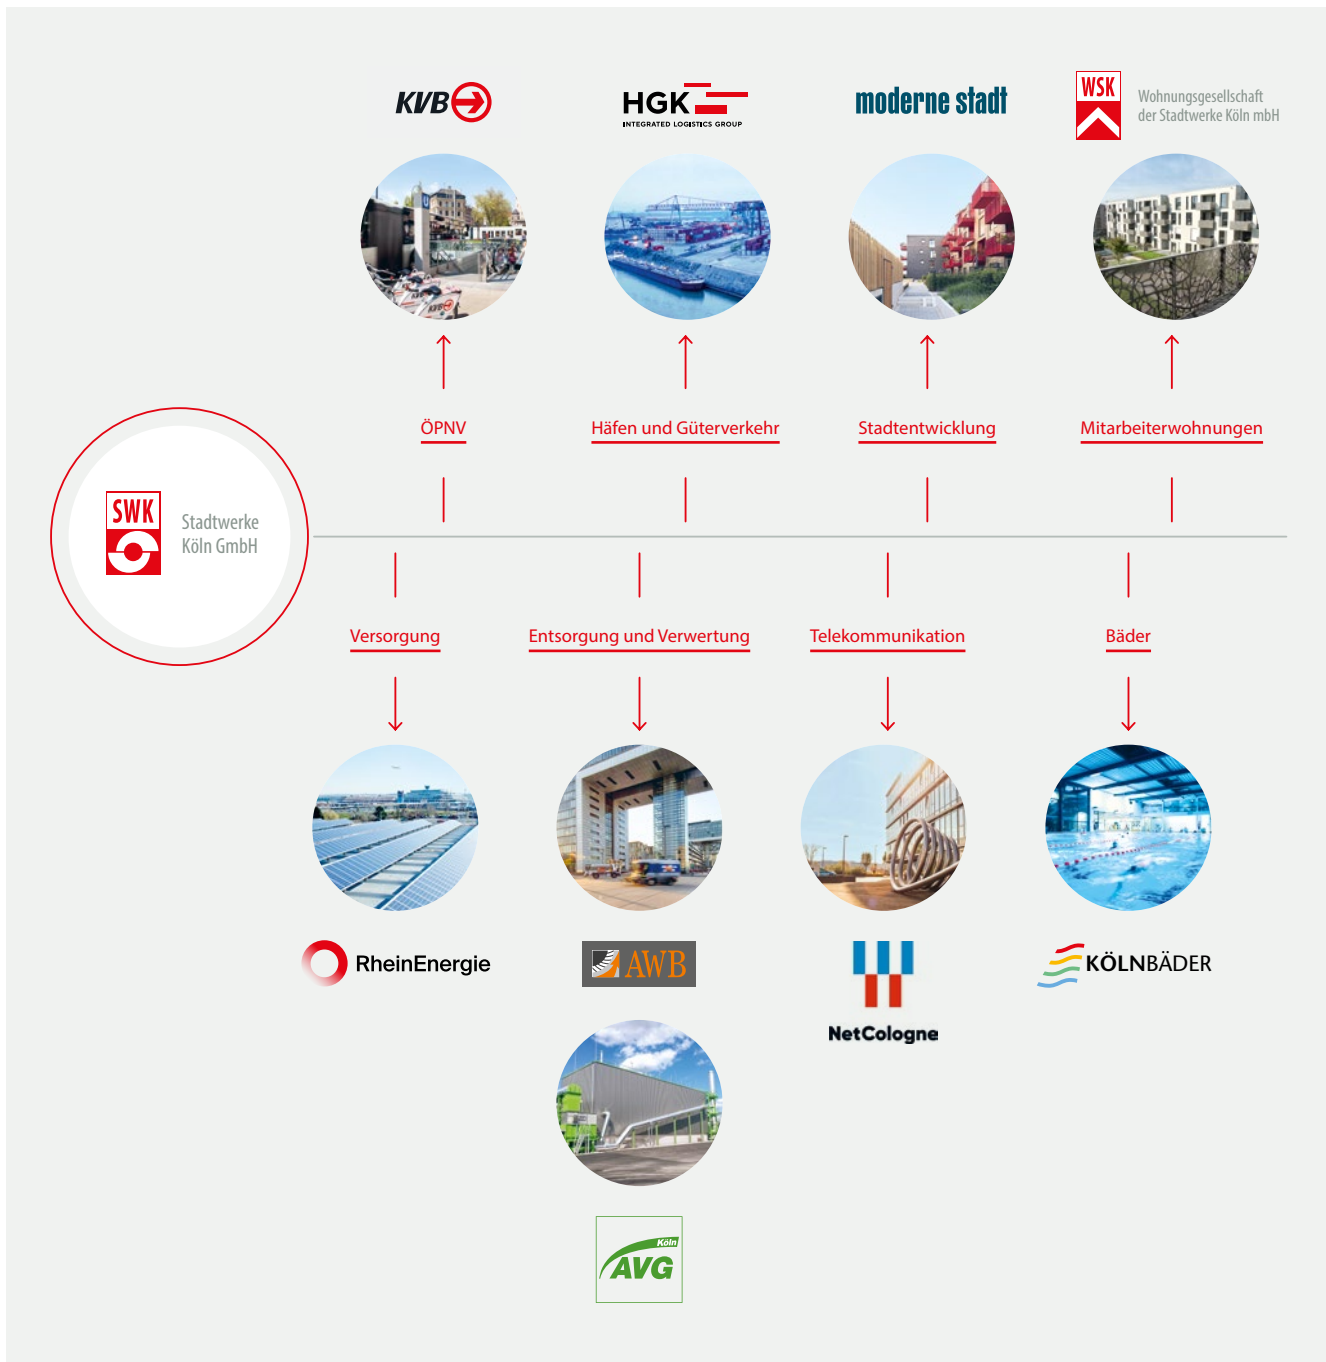 KVB
HGK
INTEGRATED LOGISTICS GROUP
moderne stadt
WSK
Wohnungsgesellschaft
der Stadtwerke Köln mbH
U
KVB
ÖPNV
Häfen und Güterverkehr
Stadtentwicklung
Mitarbeiterwohnungen
SWK
Stadtwerke
Köln GmbH
Versorgung
Entsorgung und Verwertung
Telekommunikation
Bäder
RheinEnergie
AWB
NetCologne
KÖLNBÄDER
Köln
AVG